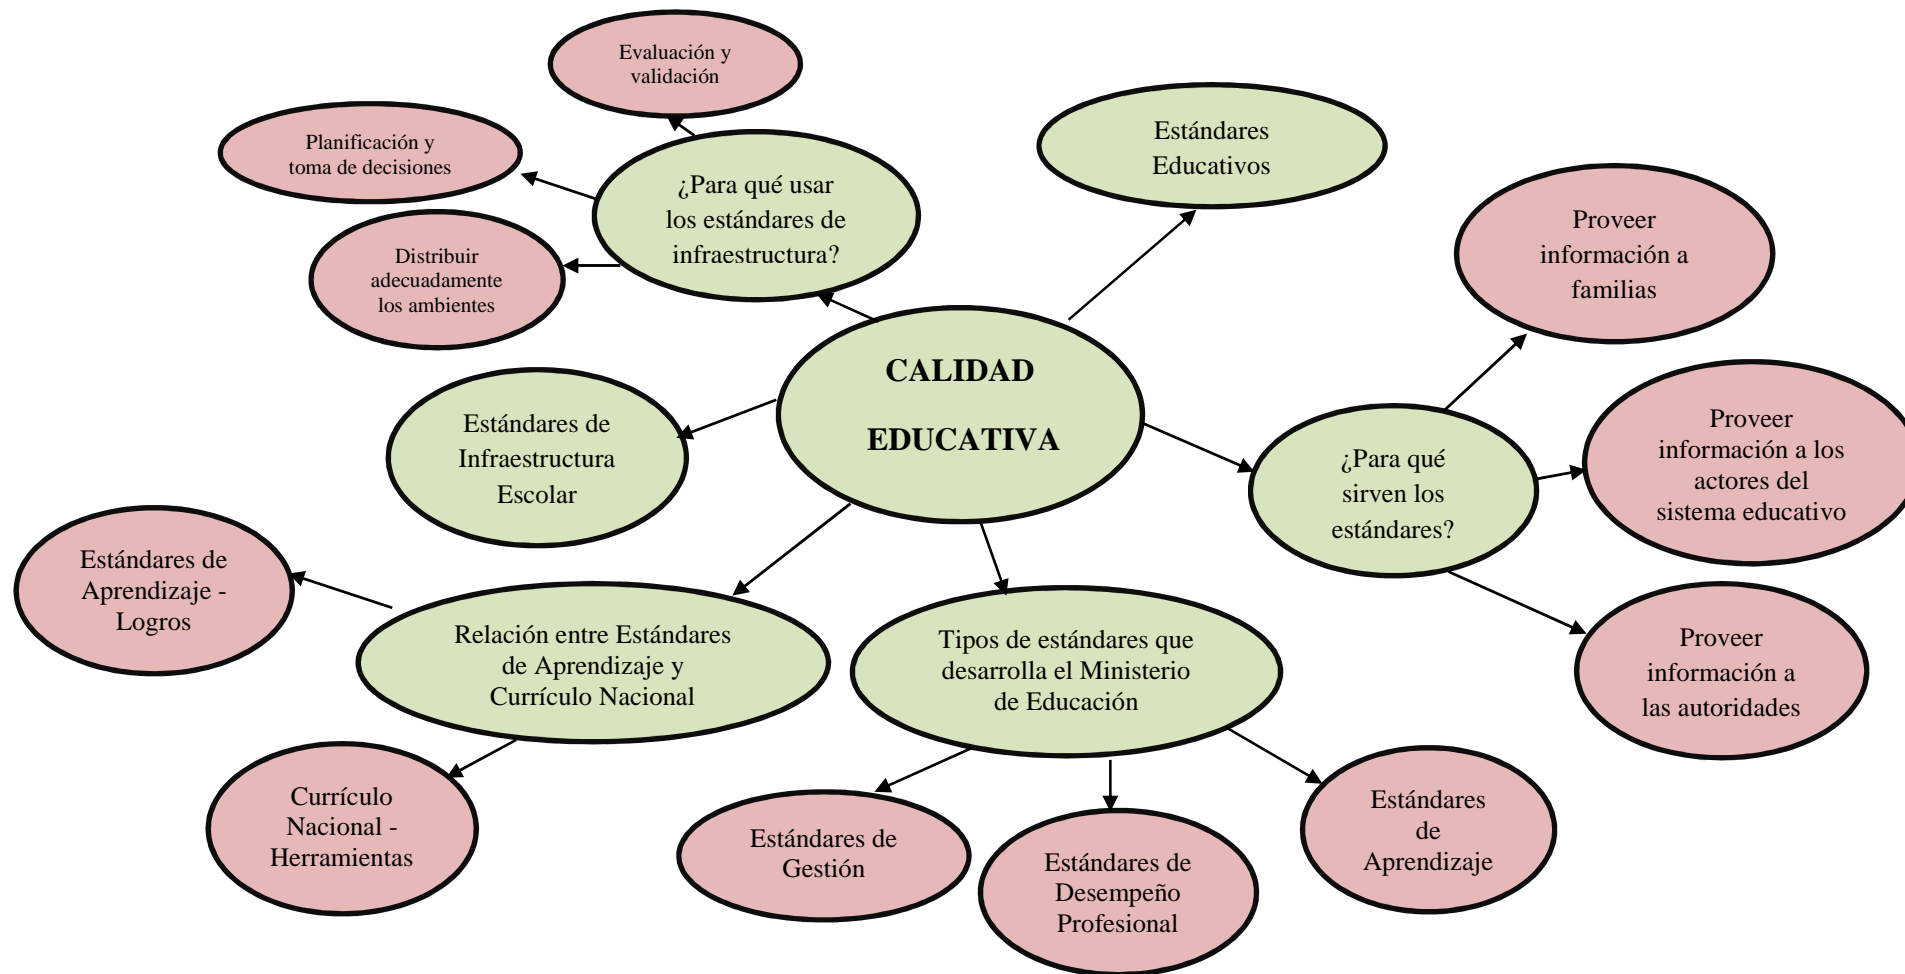 Evaluación y
validación
Planificación y
toma de decisiones
Distribuir
adecuadamente
los ambientes
¿Para qué usar
los estándares de
infraestructura?
Estándares
Educativos
Proveer
información a
familias
CALIDAD
EDUCATIVA
Estándares de
Infraestructura
Escolar
¿Para qué
sirven los
estándares?
Proveer
información a los
actores del
sistema educativo
Proveer
información a
las autoridades
Estándares de
Aprendizaje -
Logros
Relación entre Estándares
de Aprendizaje y
Currículo Nacional
Tipos de estándares que
desarrolla el Ministerio
de Educación
Currículo
Nacional -
Herramientas
Estándares de
Gestión
Estándares de
Desempeño
Profesional
Estándares
de
Aprendizaje